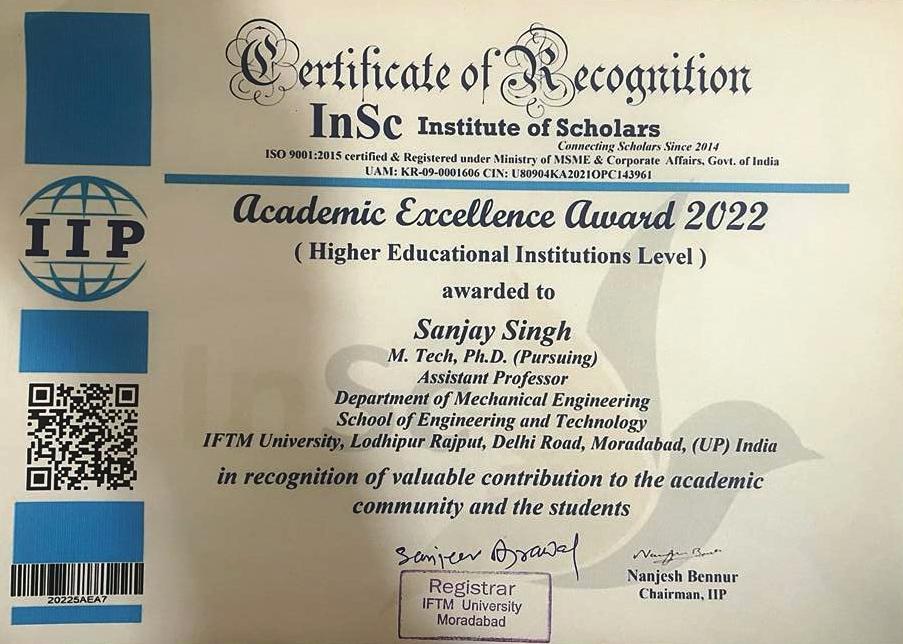 Certificate of Recognition
InSc Institute of Scholars
Connecting Scholars Since 2014
ISO 9001:2015 certified & Registered under Ministry of MSME & Corporate Affairs, Govt. of India
UAM: KR-09-0001606 CIN: U80904KA2021OPC143961
IIP
Academic Excellence Award 2022
( Higher Educational Institutions Level )
awarded to
Sanjay Singh
M. Tech, Ph.D. (Pursuing)
Assistant Professor
Department of Mechanical Engineering
School of Engineering and Technology
IFTM University, Lodhipur Rajput, Delhi Road, Moradabad, (UP) India
InSc
in recognition of valuable contribution to the academic
community and the students
Sanjeev Agrawal
Registrar
IFTM University
Moradabad
Nanjesh Bennur
Chairman, IIP
20225AEA7